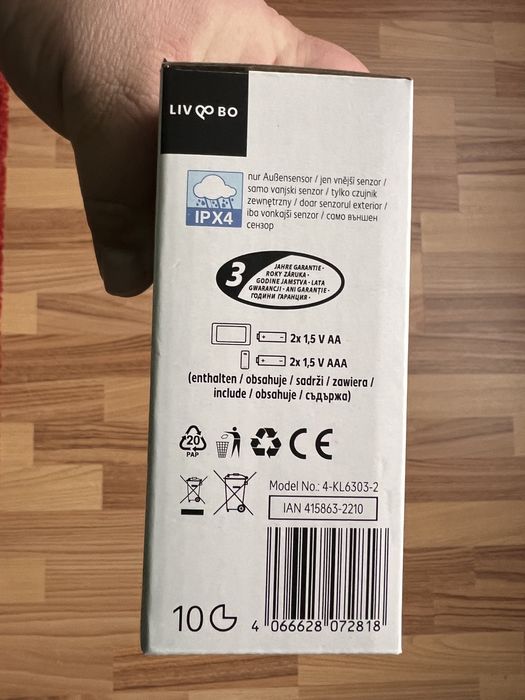 LIV BO
nur Außensensor / jen vnější senzor /
samo vanjski senzor / tylko czujnik
zewnętrzny / doar senzorul exterior /
iba vonkajší senzor / само външен
сензор
IPX4
3
JAHRE GARANTIE ·
ROKY ZÁRUKA ·
GODINE JAMSTVA · LATA
GWARANCJI · ANI GARANȚIE ·
ГОДИНИ ГАРАНЦИЯ ·
2x 1,5 V AA
2x 1,5 V AAA
(enthalten / obsahuje / sadrži / zawiera /
include / obsahuje / съдържа)
20
PAP
CE
Model No.: 4-KL6303-2
IAN 415863-2210
10
4 066628 072818